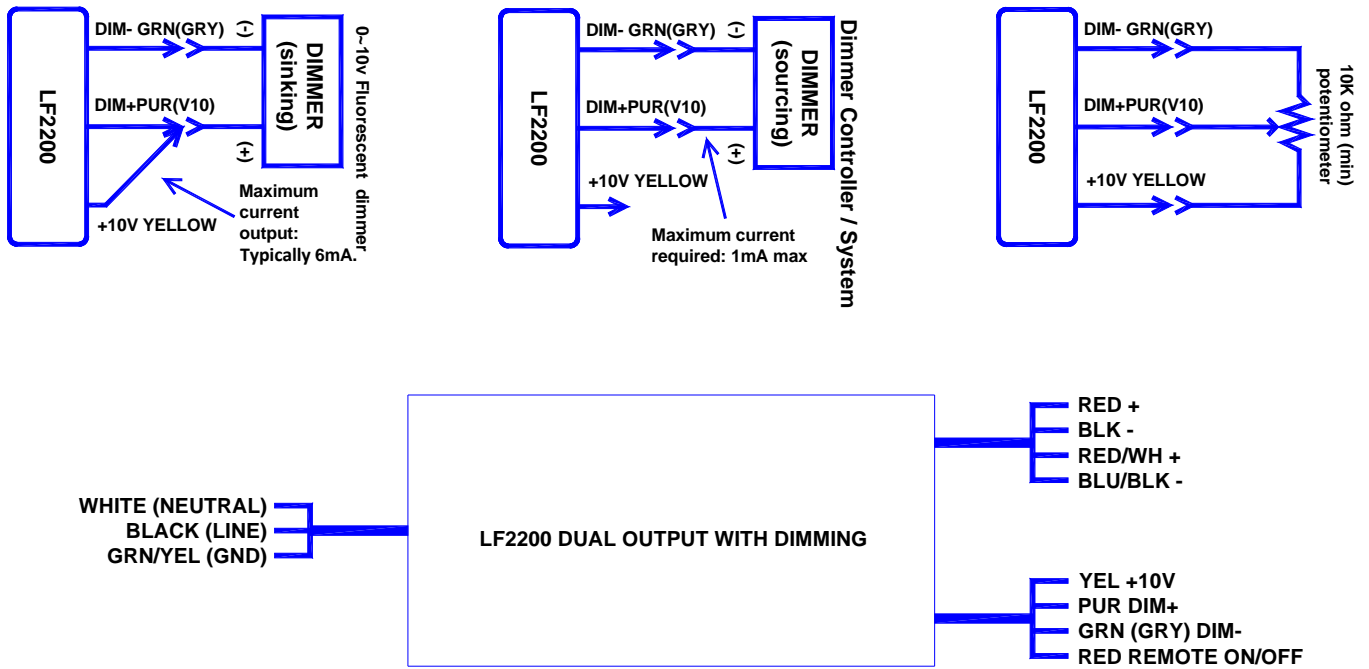 LF2200
DIM- GRN(GRY)
(-)
DIM+PUR(V10)
(+)
+10V YELLOW
DIMMER
(sinking)
0~10v Fluorescent dimmer
Maximum
current
output:
Typically 6mA.
LF2200
DIM- GRN(GRY)
(-)
DIM+PUR(V10)
(+)
+10V YELLOW
DIMMER
(sourcing)
Dimmer Controller / System
Maximum current
required: 1mA max
LF2200
DIM- GRN(GRY)
DIM+PUR(V10)
+10V YELLOW
10K ohm (min)
potentiometer
WHITE (NEUTRAL)
BLACK (LINE)
GRN/YEL (GND)
LF2200 DUAL OUTPUT WITH DIMMING
RED +
BLK -
RED/WH +
BLU/BLK -
YEL +10V
PUR DIM+
GRN (GRY) DIM-
RED REMOTE ON/OFF